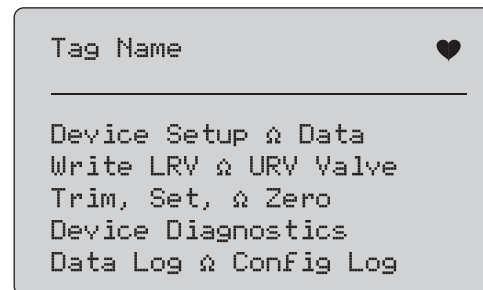 Tag Name
Device Setup Ω Data
Write LRV Ω URV Valve
Trim, Set, Ω Zero
Device Diagnostics
Data Log Ω Config Log